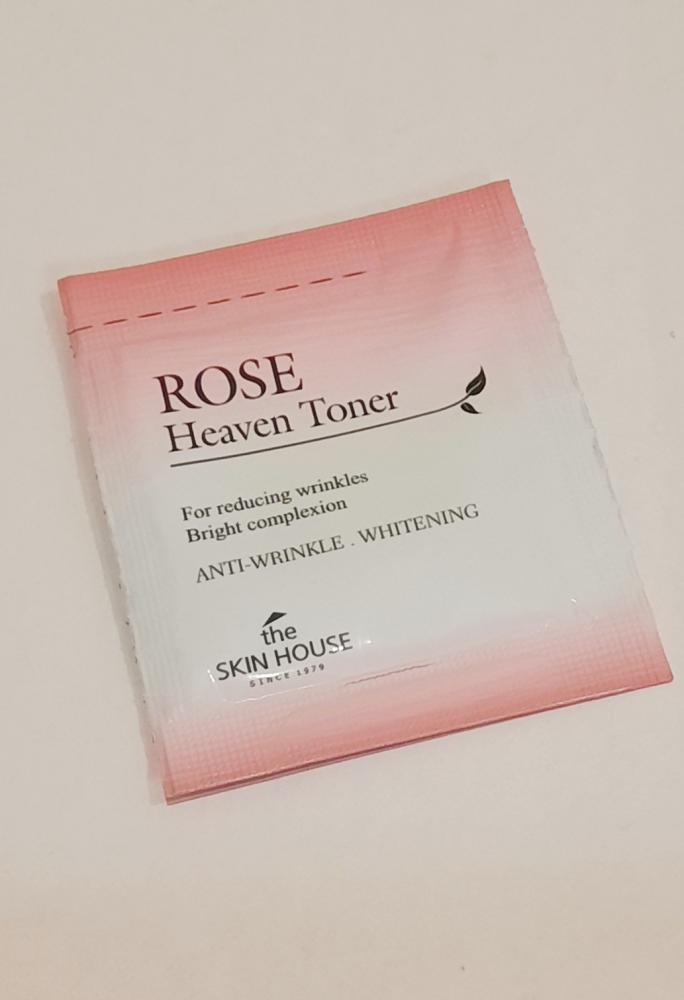 ROSE
Heaven Toner
For reducing wrinkles
Bright complexion
ANTI-WRINKLE . WHITENING
the
SKIN HOUSE
SINCE 1979